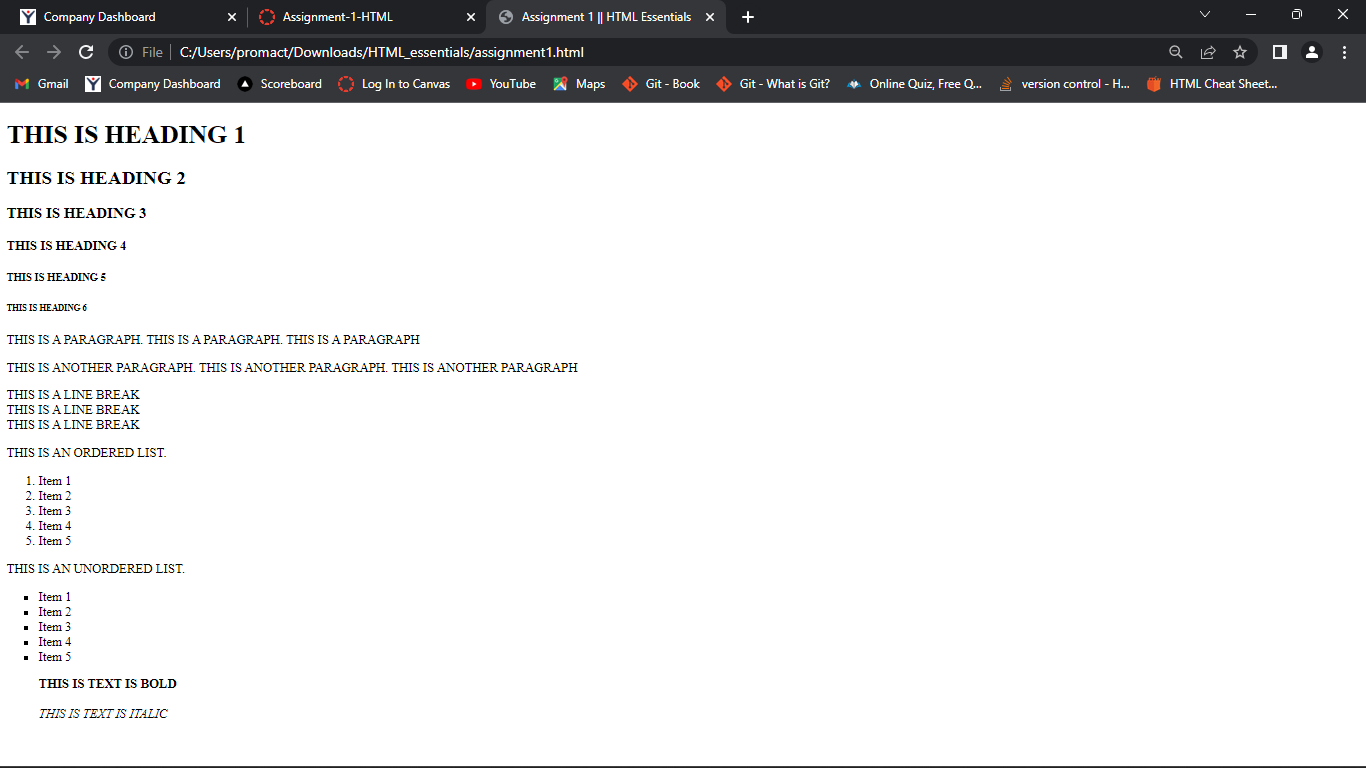 Company Dashboard
Assignment-1-HTML
Assignment 1 || HTML Essentials
File
C:/Users/promact/Downloads/HTML_essentials/assignment1.html
Gmail
Company Dashboard
Scoreboard
Log In to Canvas
YouTube
Maps
Git - Book
Git - What is Git?
Online Quiz, Free Q...
version control - H...
HTML Cheat Sheet...
THIS IS HEADING 1
THIS IS HEADING 2
THIS IS HEADING 3
THIS IS HEADING 4
THIS IS HEADING 5
THIS IS HEADING 6
THIS IS A PARAGRAPH. THIS IS A PARAGRAPH. THIS IS A PARAGRAPH
THIS IS ANOTHER PARAGRAPH. THIS IS ANOTHER PARAGRAPH. THIS IS ANOTHER PARAGRAPH
THIS IS A LINE BREAK
THIS IS A LINE BREAK
THIS IS A LINE BREAK
THIS IS AN ORDERED LIST.
1. Item 1
2. Item 2
3. Item 3
4. Item 4
5. Item 5
THIS IS AN UNORDERED LIST.
▪ Item 1
▪ Item 2
▪ Item 3
▪ Item 4
▪ Item 5
THIS IS TEXT IS BOLD
THIS IS TEXT IS ITALIC